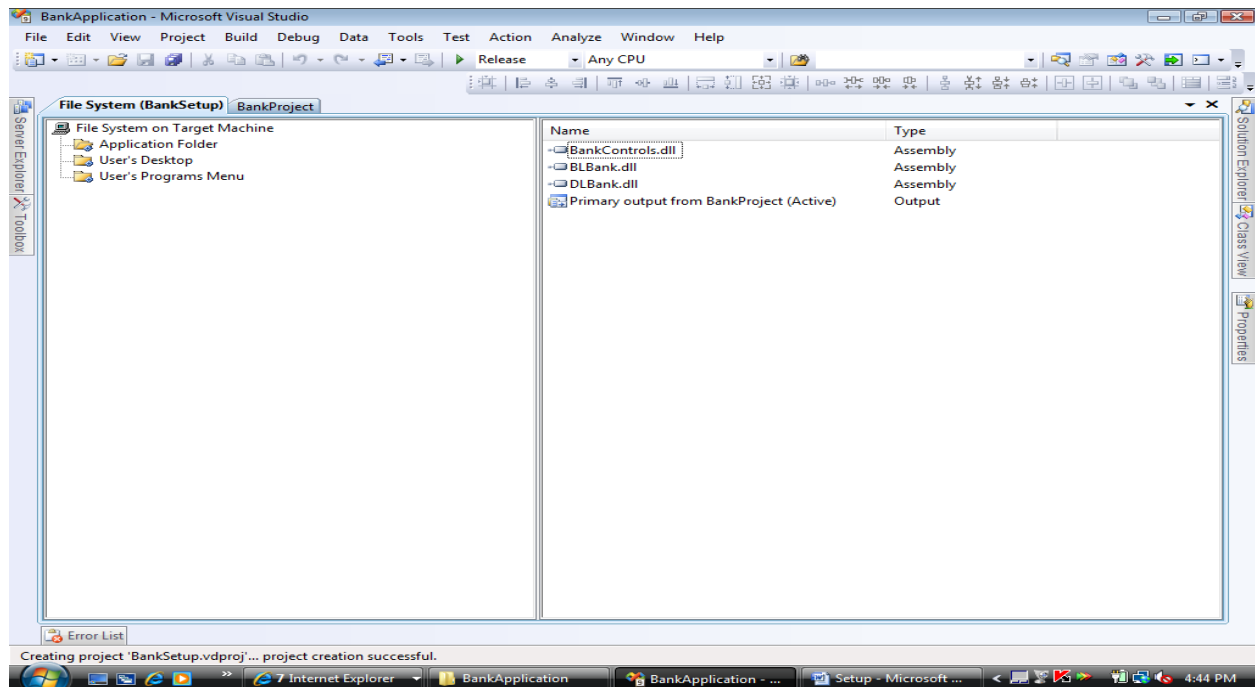 BankApplication - Microsoft Visual Studio
File Edit View Project Build Debug Data Tools Test Action Analyze Window Help
Release Any CPU
File System (BankSetup) BankProject
Server Explorer
Toolbox
File System on Target Machine
Application Folder
User's Desktop
User's Programs Menu
Name Type
BankControls.dll Assembly
BLBank.dll Assembly
DLBank.dll Assembly
Primary output from BankProject (Active) Output
Solution Explorer
Class View
Properties
Error List
Creating project 'BankSetup.vdproj'... project creation successful.
7 Internet Explorer BankApplication BankApplication - ... Setup - Microsoft ... 4:44 PM